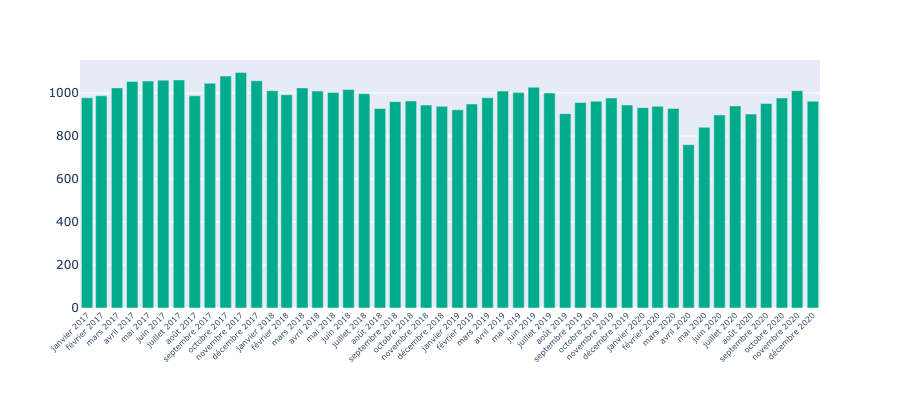 1000
800
600
400
200
0
janvier 2017
février 2017
mars 2017
avril 2017
mai 2017
juin 2017
juillet 2017
août 2017
septembre 2017
octobre 2017
novembre 2017
décembre 2017
janvier 2018
février 2018
mars 2018
avril 2018
mai 2018
juin 2018
juillet 2018
août 2018
septembre 2018
octobre 2018
novembre 2018
décembre 2018
janvier 2019
février 2019
mars 2019
avril 2019
mai 2019
juin 2019
juillet 2019
août 2019
septembre 2019
octobre 2019
novembre 2019
décembre 2019
janvier 2020
février 2020
mars 2020
avril 2020
mai 2020
juin 2020
juillet 2020
août 2020
septembre 2020
octobre 2020
novembre 2020
décembre 2020